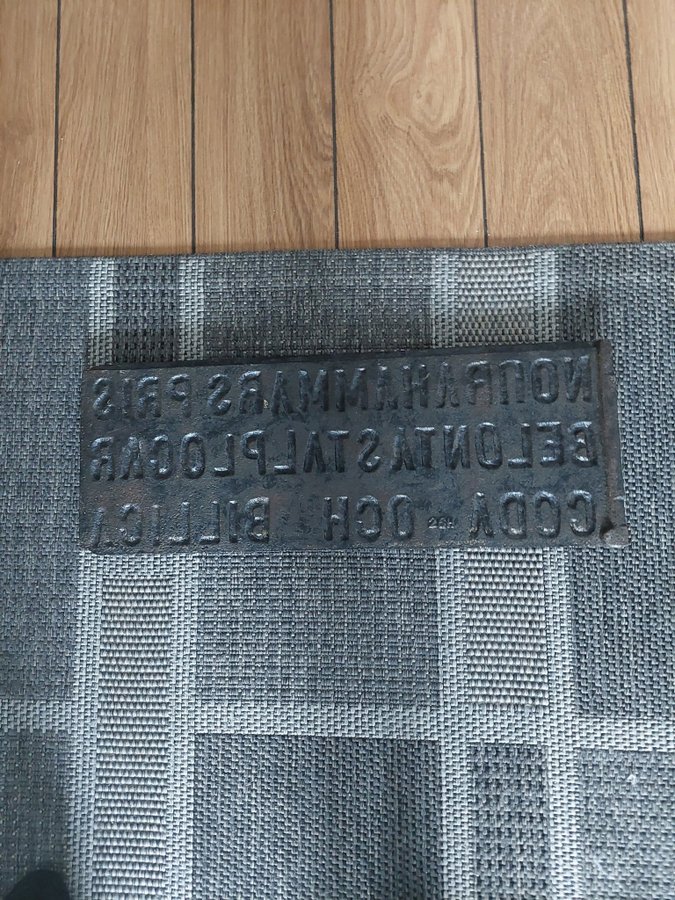 NORRAHAMMARS PRIS
BELONTA STALPLOGAR
GODA OCH BILLIGA